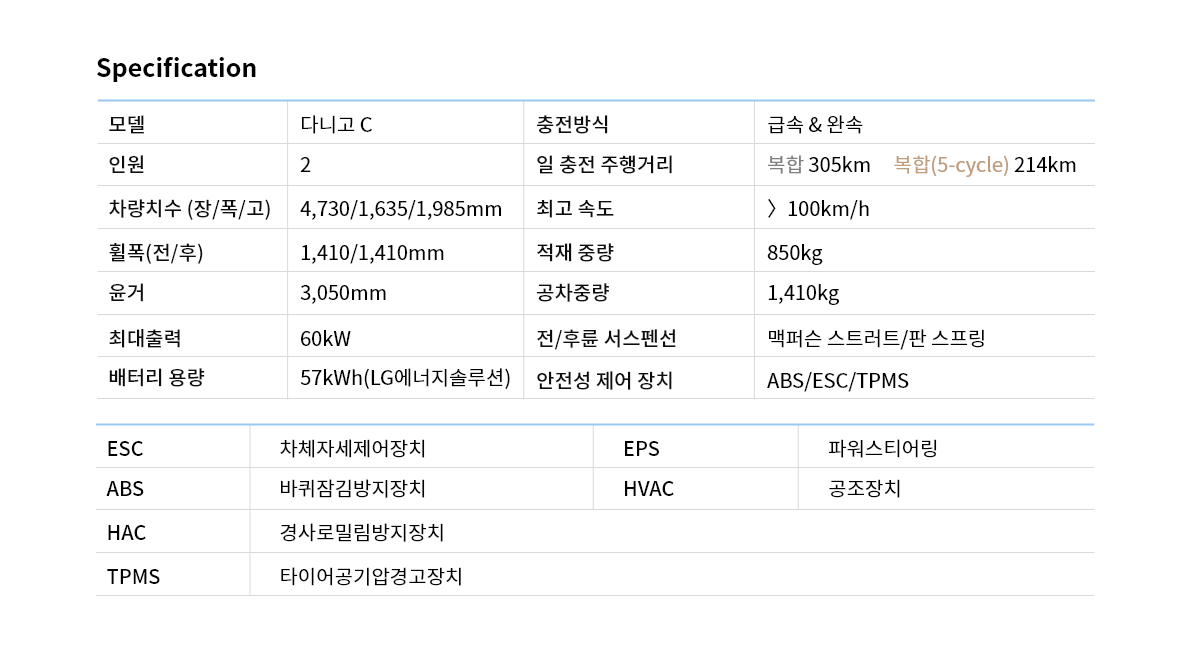 Specification
모델 다니고 C 충전방식 급속 & 완속
인원 2 일 충전 주행거리 복합 305km 복합(5-cycle) 214km
차량치수 (장/폭/고) 4,730/1,635/1,985mm 최고 속도 〉100km/h
휠폭(전/후) 1,410/1,410mm 적재 중량 850kg
윤거 3,050mm 공차중량 1,410kg
최대출력 60kW 전/후륜 서스펜선 맥퍼슨 스트러트/판 스프링
배터리 용량 57kWh(LG에너지솔루션) 안전성 제어 장치 ABS/ESC/TPMS
ESC 차체자세제어장치 EPS 파워스티어링
ABS 바퀴잠김방지장치 HVAC 공조장치
HAC 경사로밀림방지장치
TPMS 타이어공기압경고장치